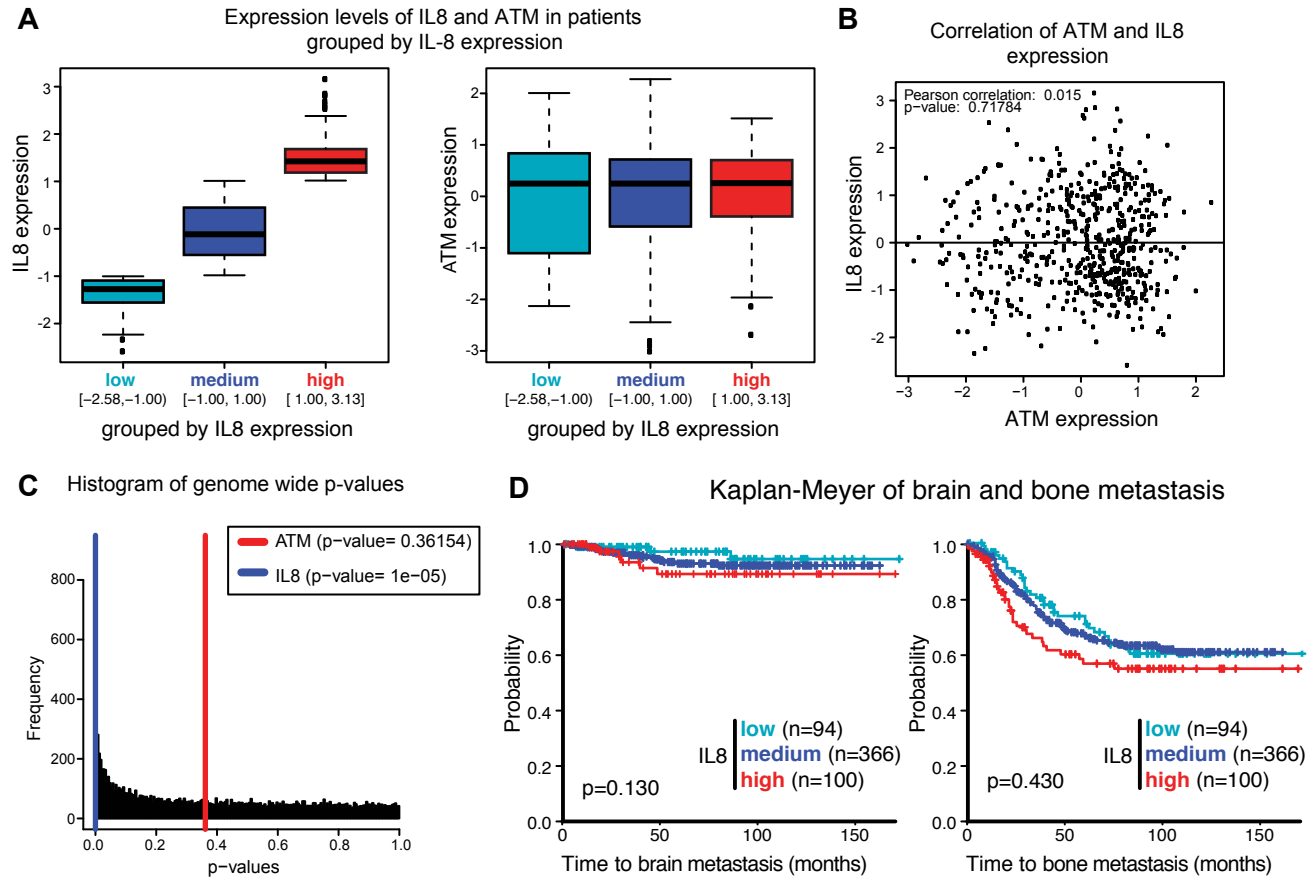 A
Expression levels of IL8 and ATM in patients
grouped by IL-8 expression
IL8 expression
3
2
1
0
-1
-2
low
medium
high
[−2.58,−1.00)
[−1.00, 1.00)
[ 1.00, 3.13]
grouped by IL8 expression
ATM expression
2
1
0
-1
-2
-3
low
medium
high
[−2.58,−1.00)
[−1.00, 1.00)
[ 1.00, 3.13]
grouped by IL8 expression
B
Correlation of ATM and IL8
expression
Pearson correlation: 0.015
p-value: 0.71784
IL8 expression
3
2
1
0
-1
-2
−3 −2 −1 0 1 2
ATM expression
C
Histogram of genome wide p-values
ATM (p−value= 0.36154)
IL8 (p−value= 1e−05)
Frequency
800
600
400
200
0
0.0 0.2 0.4 0.6 0.8 1.0
p−values
D
Kaplan-Meyer of brain and bone metastasis
Probability
1.0
0.8
0.6
0.4
0.2
0.0
IL8
low (n=94)
medium (n=366)
high (n=100)
p=0.130
0 50 100 150
Time to brain metastasis (months)
Probability
1.0
0.8
0.6
0.4
0.2
0.0
IL8
low (n=94)
medium (n=366)
high (n=100)
p=0.430
0 50 100 150
Time to bone metastasis (months)